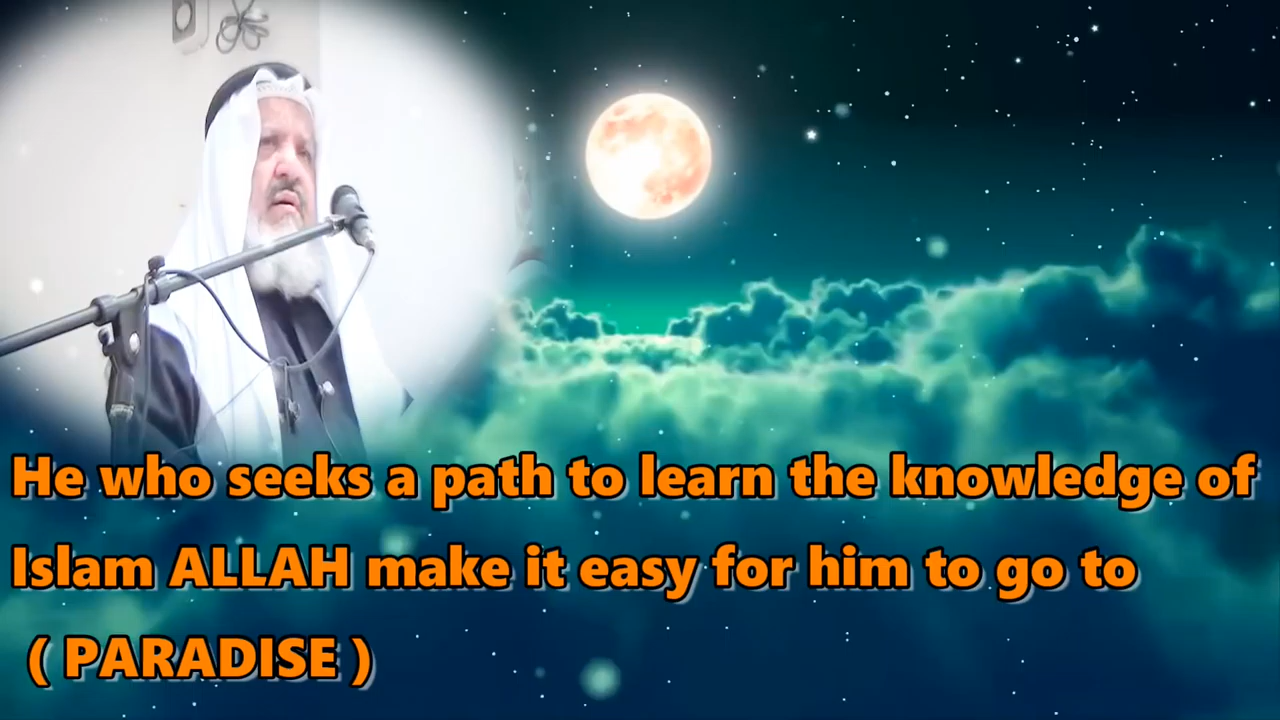 He who seeks a path to learn the knowledge of
Islam ALLAH make it easy for him to go to
( PARADISE )